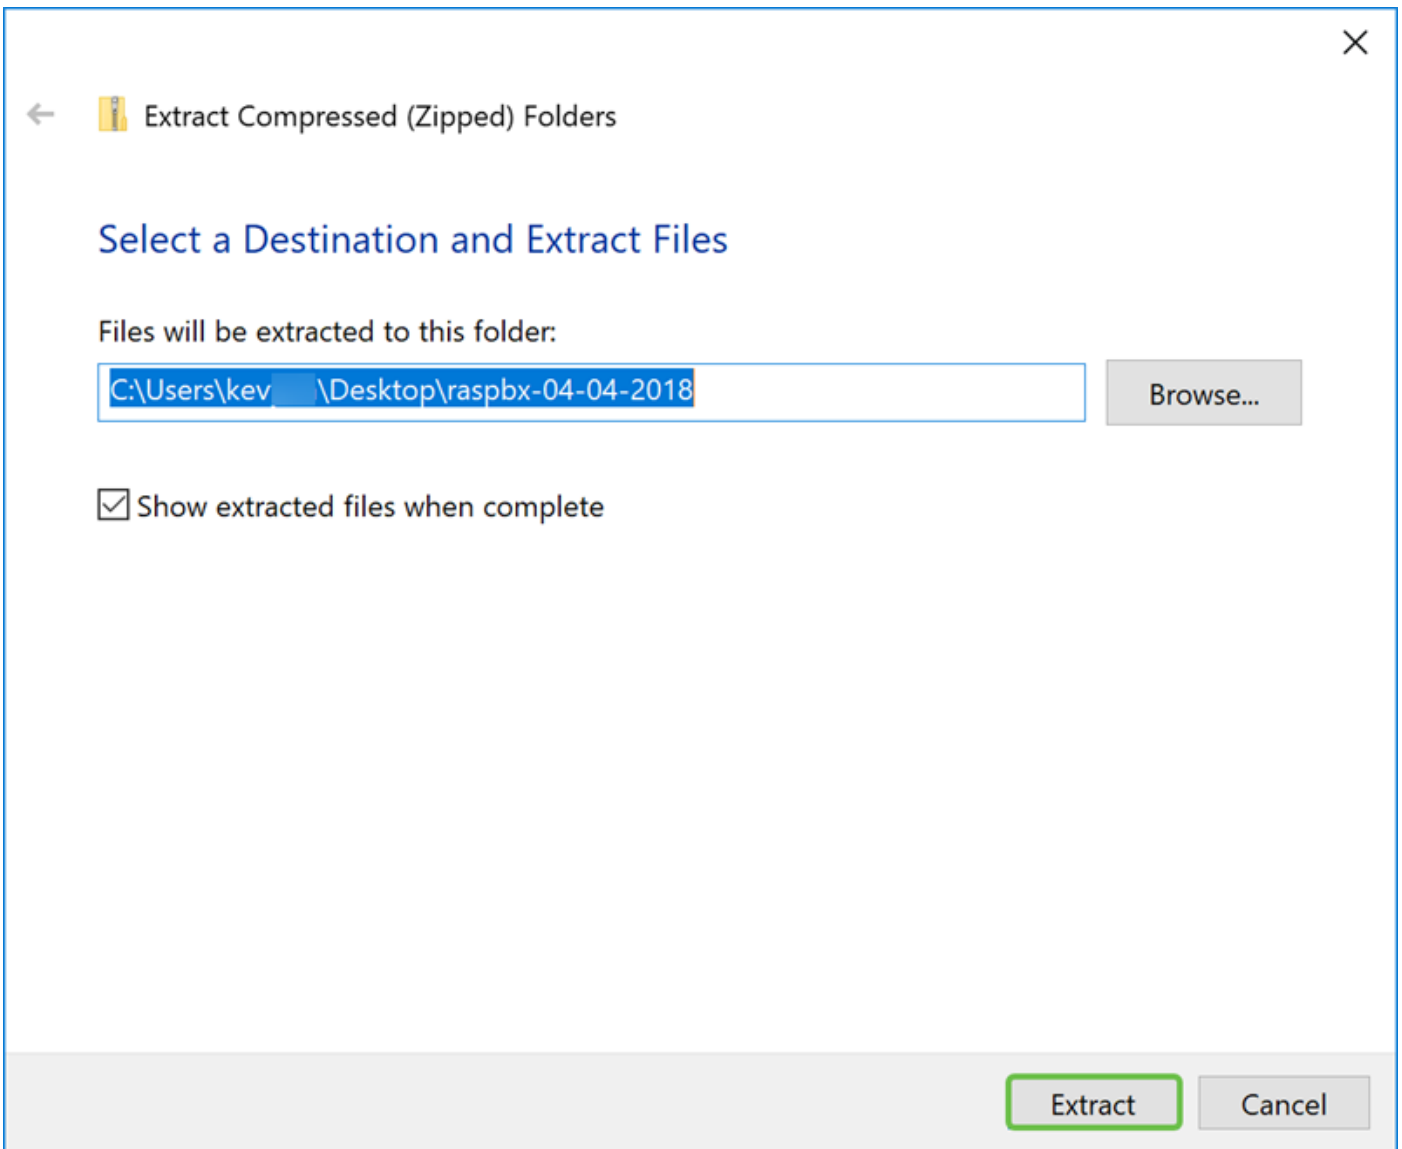 Extract Compressed (Zipped) Folders
Select a Destination and Extract Files
Files will be extracted to this folder:
C:\Users\kev \Desktop\raspbx-04-04-2018
Browse...
Show extracted files when complete
Extract
Cancel